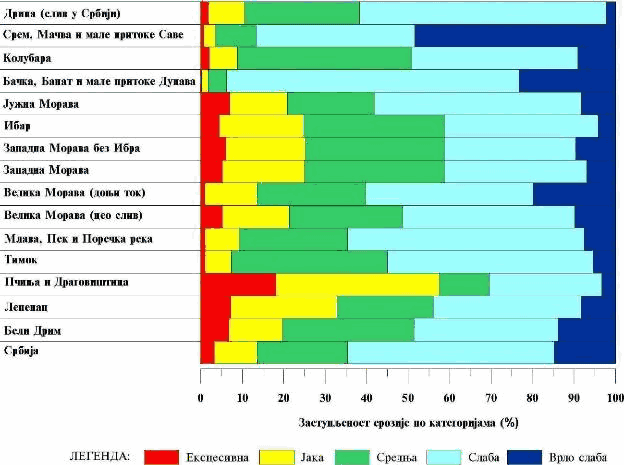 Дрина (слив у Србији)
Срем, Мачва и мале притоке Саве
Колубара
Бачка, Банат и мале притоке Дунава
Јужна Морава
Ибар
Западна Морава без Ибра
Западна Морава
Велика Морава (доњи ток)
Велика Морава (цео слив)
Млава, Пек и Поречка река
Тимок
Пчиња и Драговиштица
Лепенац
Бели Дрим
Србија
0 10 20 30 40 50 60 70 80 90 100
Заступљеност ерозије по категоријама (%)
ЛЕГЕНДА: Ексцесивна Јака Средња Слаба Врло слаба